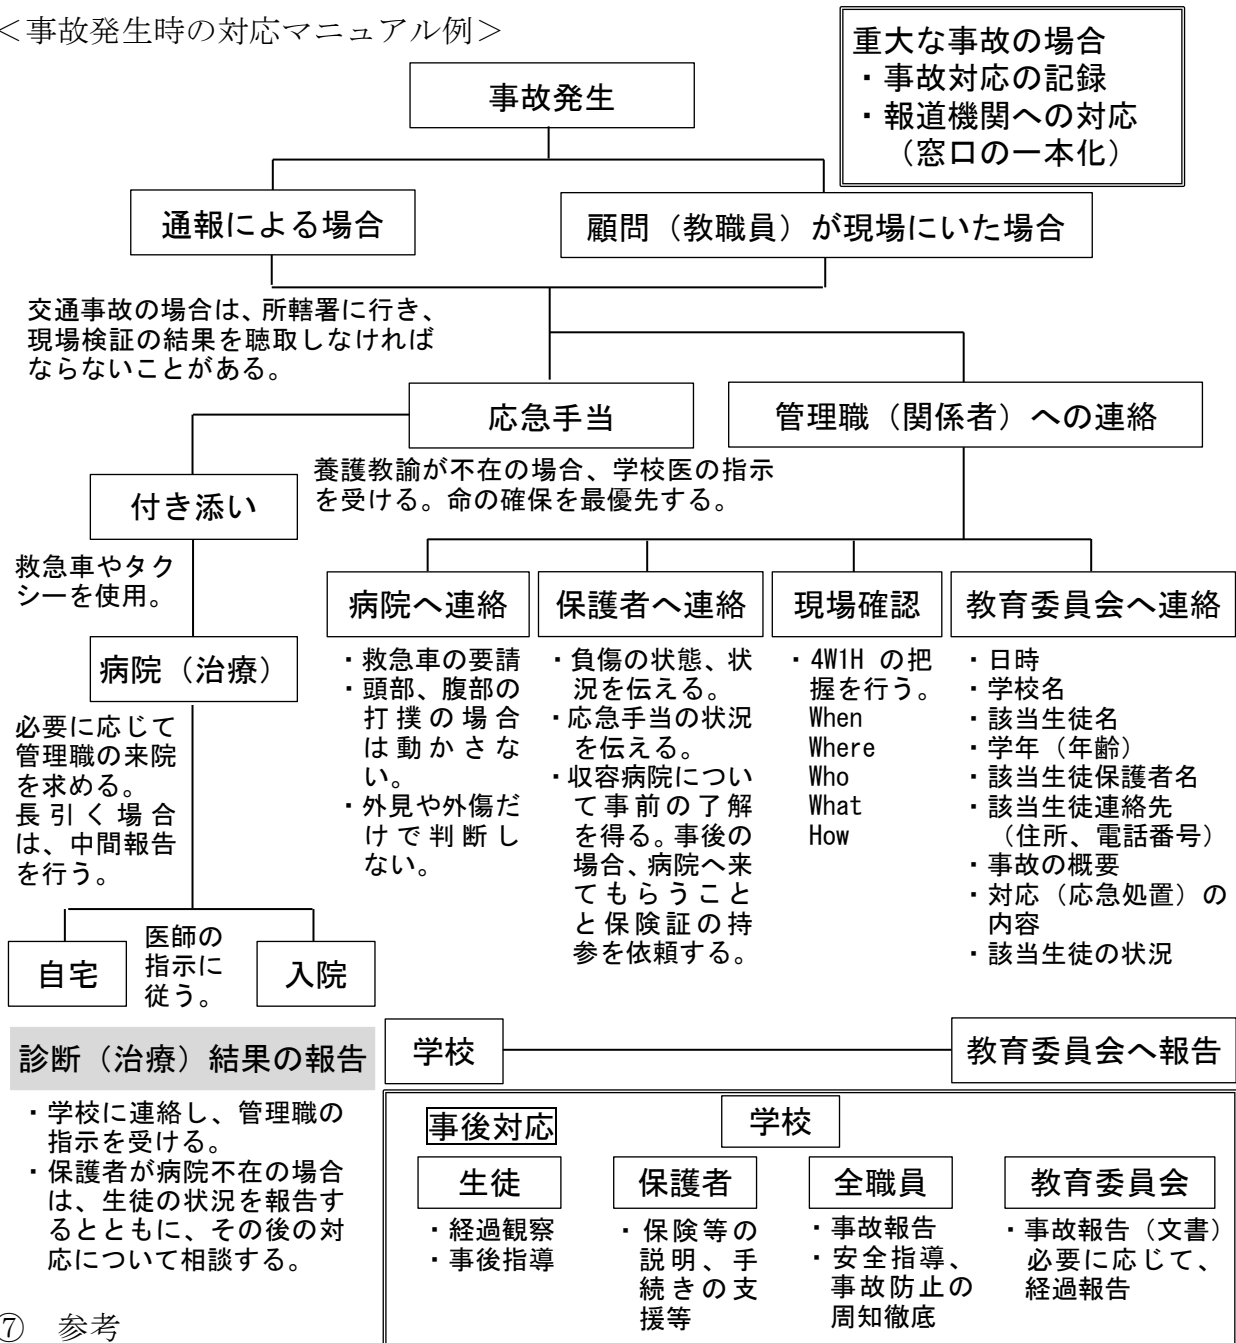 ＜事故発生時の対応マニュアル例＞
重大な事故の場合
・事故対応の記録
・報道機関への対応
（窓口の一本化）
事故発生
通報による場合
顧問（教職員）が現場にいた場合
交通事故の場合は、所轄署に行き、
現場検証の結果を聴取しなければ
ならないことがある。
応急手当
管理職（関係者）への連絡
養護教諭が不在の場合、学校医の指示
を受ける。命の確保を最優先する。
付き添い
救急車やタク
シーを使用。
病院（治療）
必要に応じて
管理職の来院
を求める。
長引く場合
は、中間報告
を行う。
自宅
医師の
指示に
従う。
入院
病院へ連絡
・救急車の要請
・頭部、腹部の
打撲の場合
は動かさな
い。
・外見や外傷だ
けで判断し
ない。
保護者へ連絡
・負傷の状態、状
況を伝える。
・応急手当の状況
を伝える。
・収容病院につい
て事前の了解
を得る。事後の
場合、病院へ来
てもらうこと
と保険証の持
参を依頼する。
現場確認
・4W1H の把
握を行う。
When
Where
Who
What
How
教育委員会へ連絡
・日時
・学校名
・該当生徒名
・学年（年齢）
・該当生徒保護者名
・該当生徒連絡先
（住所、電話番号）
・事故の概要
・対応（応急処置）の
内容
・該当生徒の状況
診断（治療）結果の報告
・学校に連絡し、管理職の
指示を受ける。
・保護者が病院不在の場合
は、生徒の状況を報告す
るとともに、その後の対
応について相談する。
学校
教育委員会へ報告
事後対応
学校
生徒
・経過観察
・事後指導
保護者
・保険等の
説明、手
続きの支
援等
全職員
・事故報告
・安全指導、
事故防止の
周知徹底
教育委員会
・事故報告（文書）
必要に応じて、
経過報告
⑦　参考